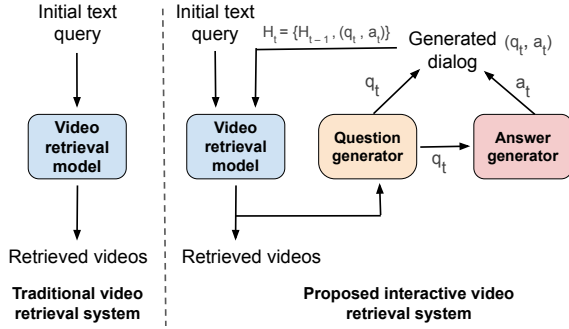 Initial text
query
Video
retrieval
model
Retrieved videos
Traditional video
retrieval system
Initial text
query
H_t = {H_{t-1}, (q_t, a_t)}
Generated (q_t, a_t)
dialog
q_t
a_t
Video
retrieval
model
Question
generator
q_t
Answer
generator
Retrieved videos
Proposed interactive video
retrieval system